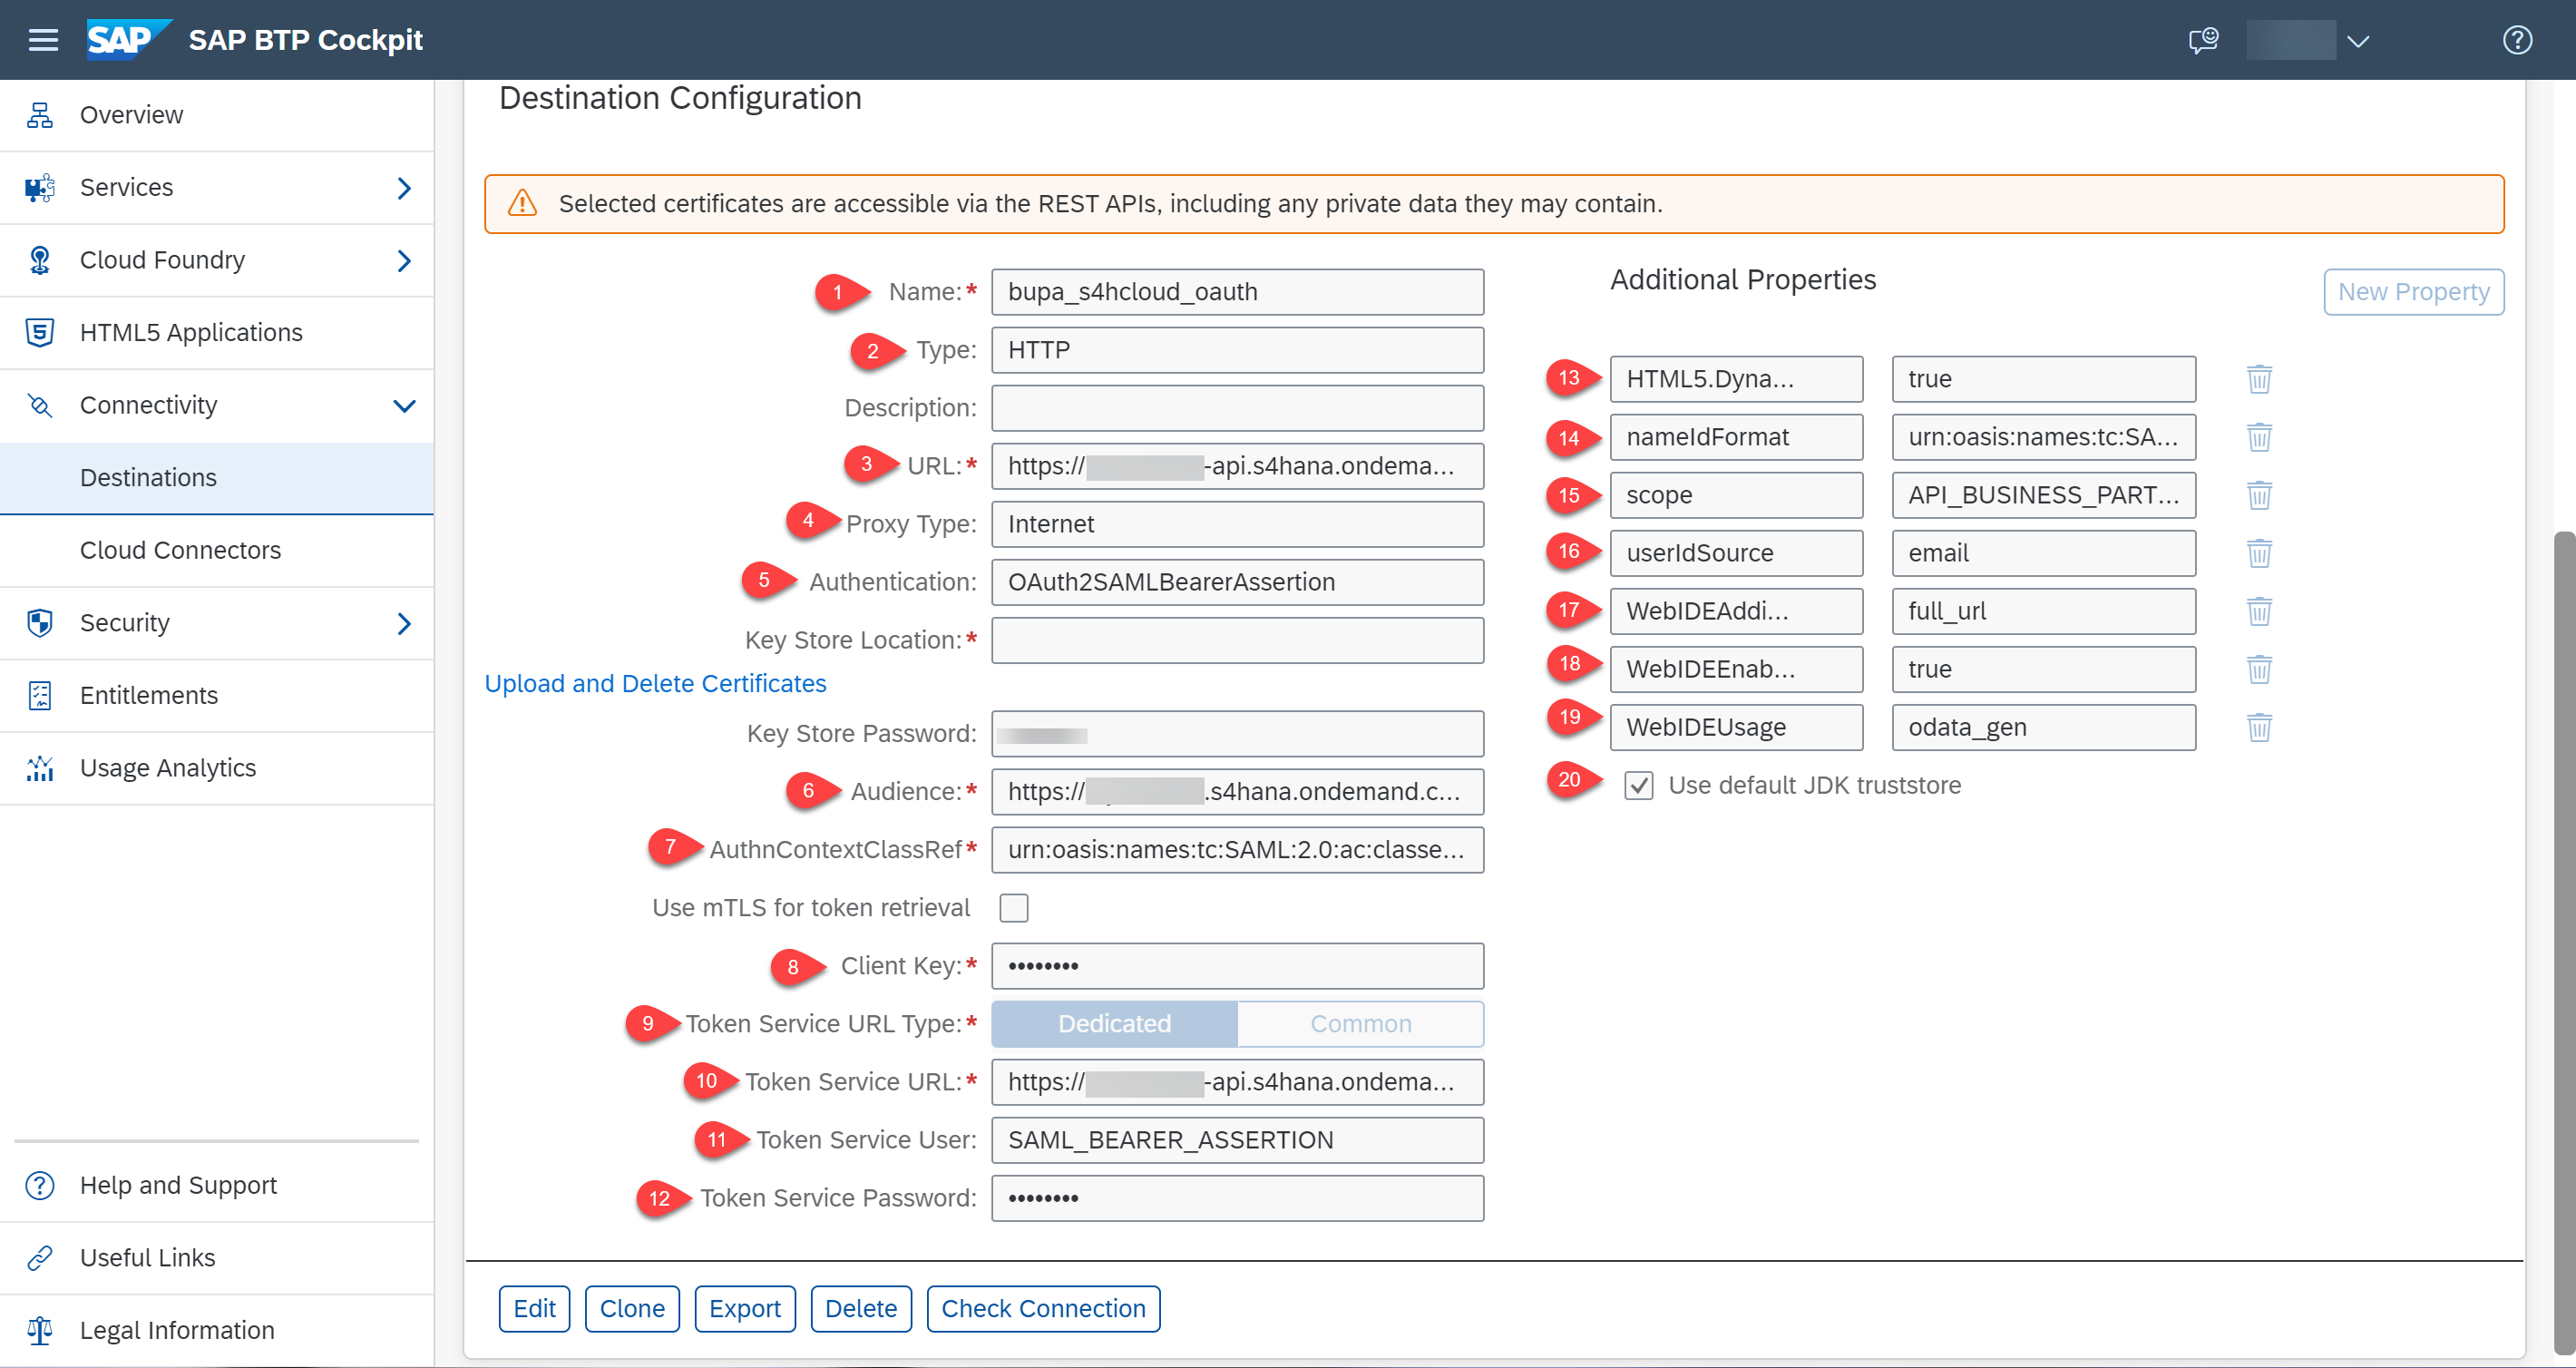 SAP SAP BTP Cockpit
Overview
Services
Cloud Foundry
HTML5 Applications
Connectivity
Destinations
Cloud Connectors
Security
Entitlements
Usage Analytics
Help and Support
Useful Links
Legal Information
Destination Configuration
Selected certificates are accessible via the REST APIs, including any private data they may contain.
1 Name:* bupa_s4hcloud_oauth
2 Type: HTTP
Description:
3 URL:* https:// -api.s4hana.ondema...
4 Proxy Type: Internet
5 Authentication: OAuth2SAMLBearerAssertion
Key Store Location:*
Upload and Delete Certificates
Key Store Password:
6 Audience:* https:// .s4hana.ondemand.c...
7 AuthnContextClassRef* urn:oasis:names:tc:SAML:2.0:ac:classe...
Use mTLS for token retrieval
8 Client Key:* ••••••••
9 Token Service URL Type:* Dedicated Common
10 Token Service URL:* https:// -api.s4hana.ondema...
11 Token Service User: SAML_BEARER_ASSERTION
12 Token Service Password: ••••••••
Additional Properties
New Property
13 HTML5.Dyna... true
14 nameIdFormat urn:oasis:names:tc:SA...
15 scope API_BUSINESS_PART...
16 userIdSource email
17 WebIDEAddi... full_url
18 WebIDEEnab... true
19 WebIDEUsage odata_gen
20 Use default JDK truststore
Edit Clone Export Delete Check Connection